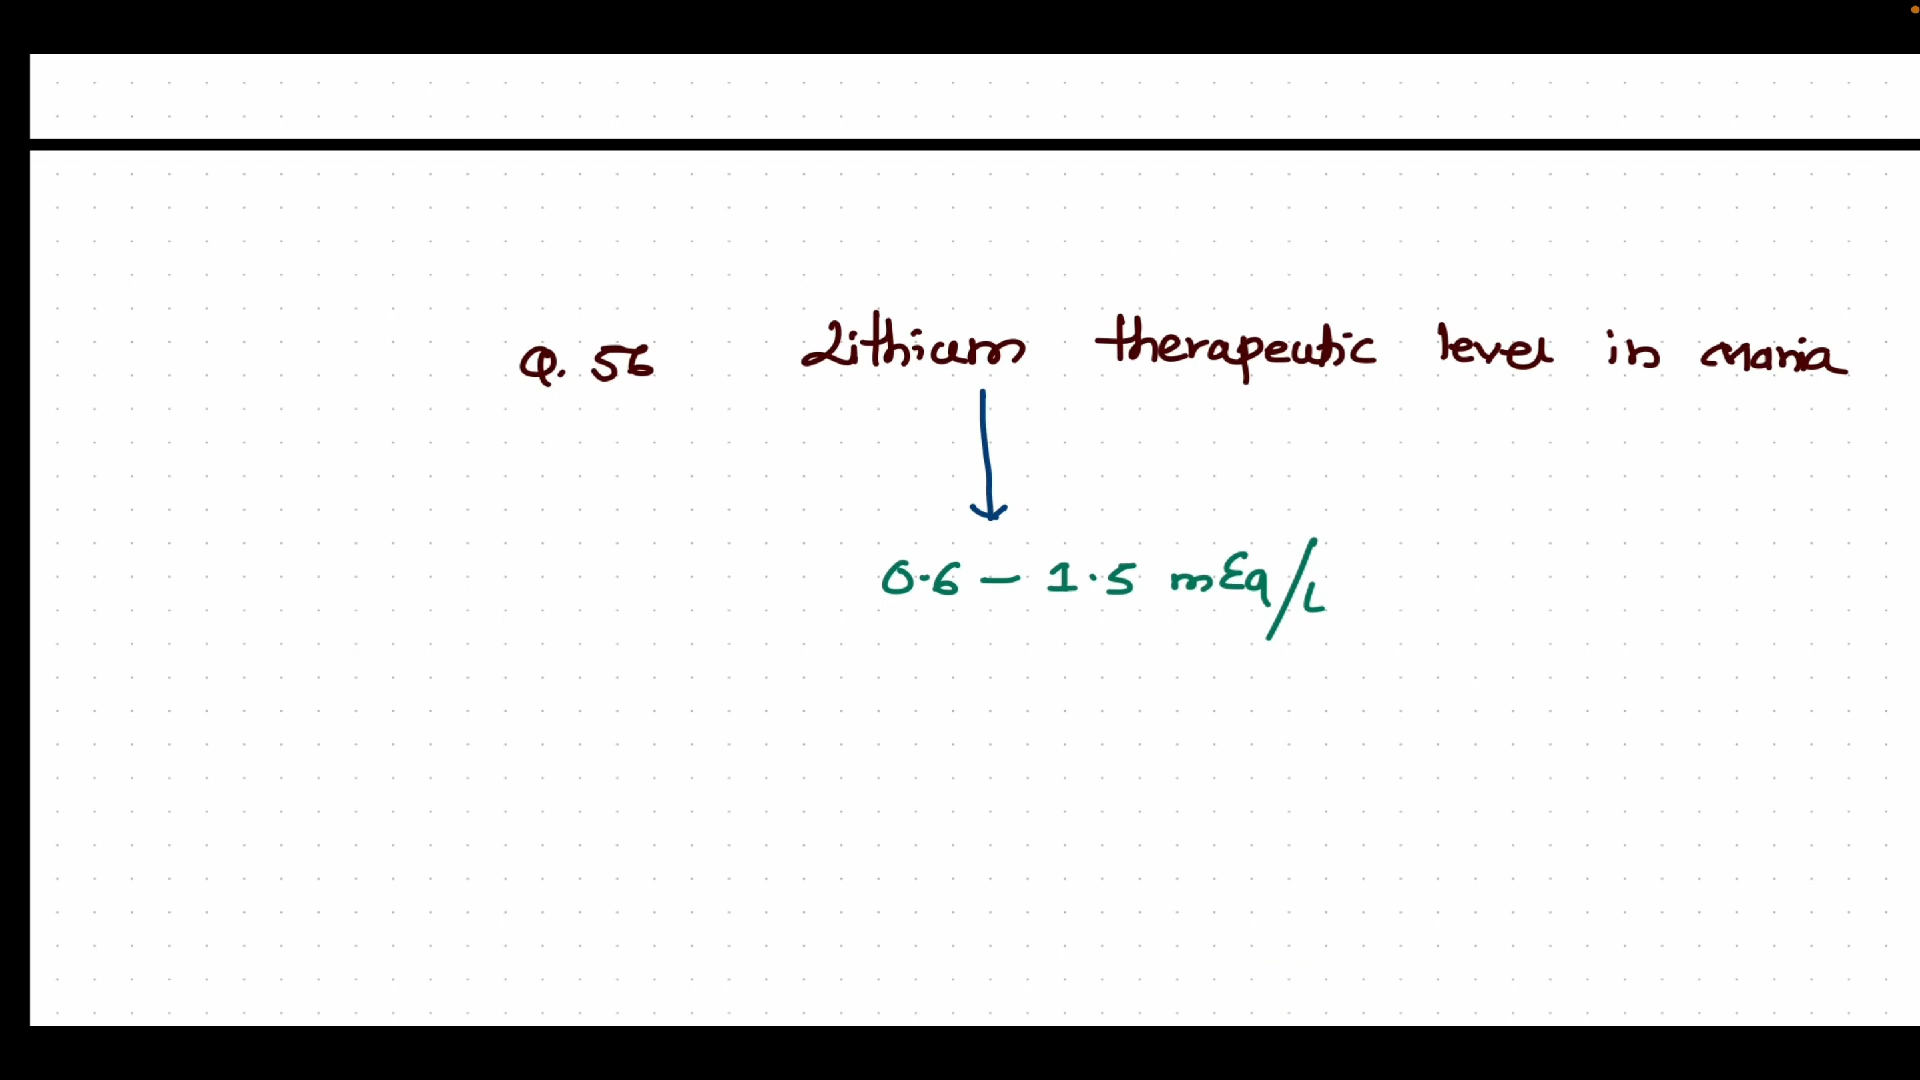 Q. 56 Lithium therapeutic level in mania
0.6 – 1.5 mEq/L